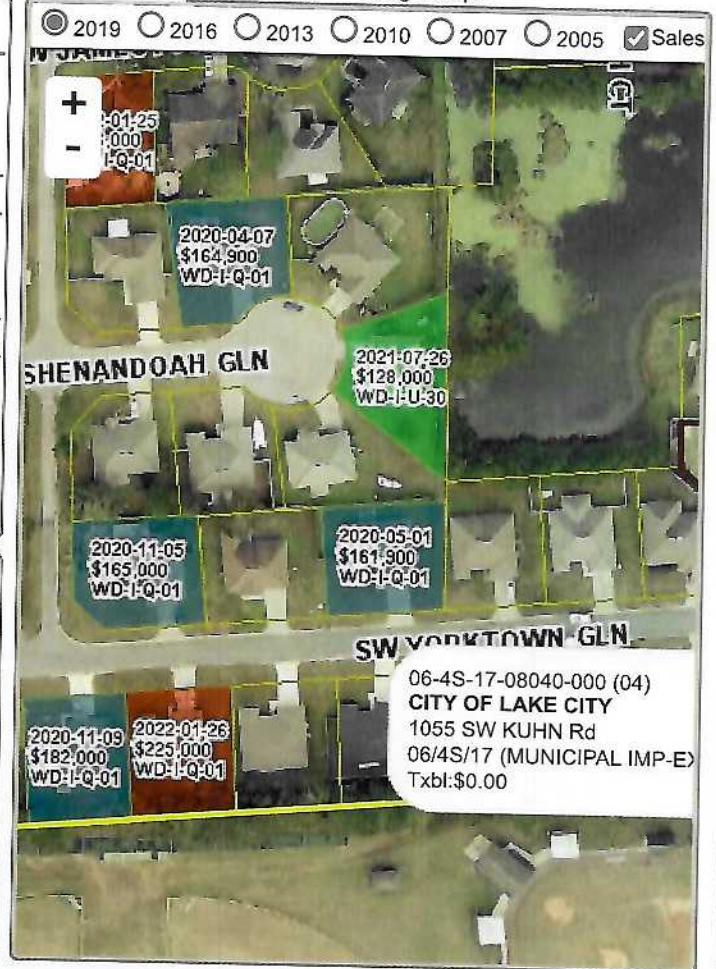 2019 2016 2013 2010 2007 2005 Sales
+
-
-01-25
,000
I-Q-01
2020-04-07
$164,900
WD-I-Q-01
SHENANDOAH GLN
2021-07-26
$128,000
WD-I-U-30
2020-11-05
$165,000
WD-I-Q-01
2020-05-01
$161,900
WD-I-Q-01
SW YORKTOWN GLN
2020-11-09
$182,000
WD-I-Q-01
2022-01-26
$225,000
WD-I-Q-01
06-4S-17-08040-000 (04)
CITY OF LAKE CITY
1055 SW KUHN Rd
06/4S/17 (MUNICIPAL IMP-EX
Txbl:$0.00